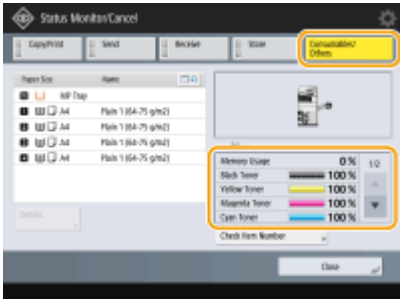 Status Monitor/Cancel
Copy/Print
Send
Receive
Store
Consumables/
Others
Paper Size
Name
MP Tray
A4 Plain 1 (64-75 g/m2)
A4 Plain 1 (64-75 g/m2)
A4 Plain 1 (64-75 g/m2)
A4 Plain 1 (64-75 g/m2)
Memory Usage 0 %
Black Toner 100 %
Yellow Toner 100 %
Magenta Toner 100 %
Cyan Toner 100 %
1/2
Details
Check Item Number
Close